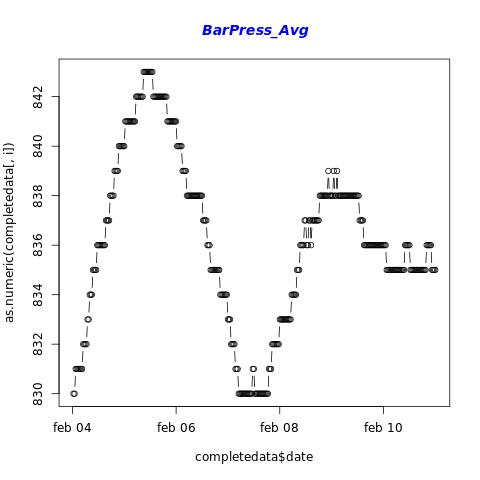 BarPress_Avg
as.numeric(completedata[, i])
842
840
838
836
834
832
830
feb 04 feb 06 feb 08 feb 10
completedata$date